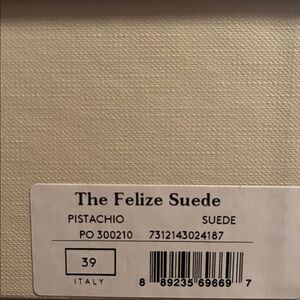 The Felize Suede
PISTACHIO SUEDE
PO 300210 7312143024187
39
ITALY
8 89235 69669 7